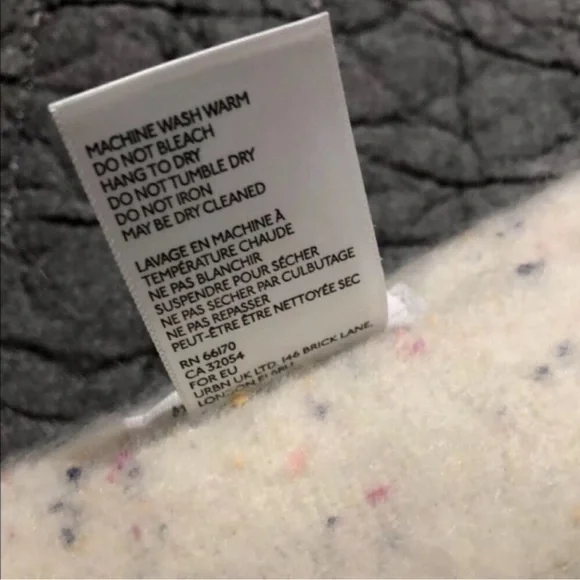 MACHINE WASH WARM
DO NOT BLEACH
HANG TO DRY
DO NOT TUMBLE DRY
DO NOT IRON
MAY BE DRY CLEANED
LAVAGE EN MACHINE À
TEMPÉRATURE CHAUDE
NE PAS BLANCHIR
SUSPENDRE POUR SÉCHER
NE PAS SECHER PAR CULBUTAGE
NE PAS REPASSER
PEUT-ÊTRE ÊTRE NETTOYÉE SEC
RN 66170
CA 32054
FOR EU
URBN UK LTD. 146 BRICK LANE,
LONDON